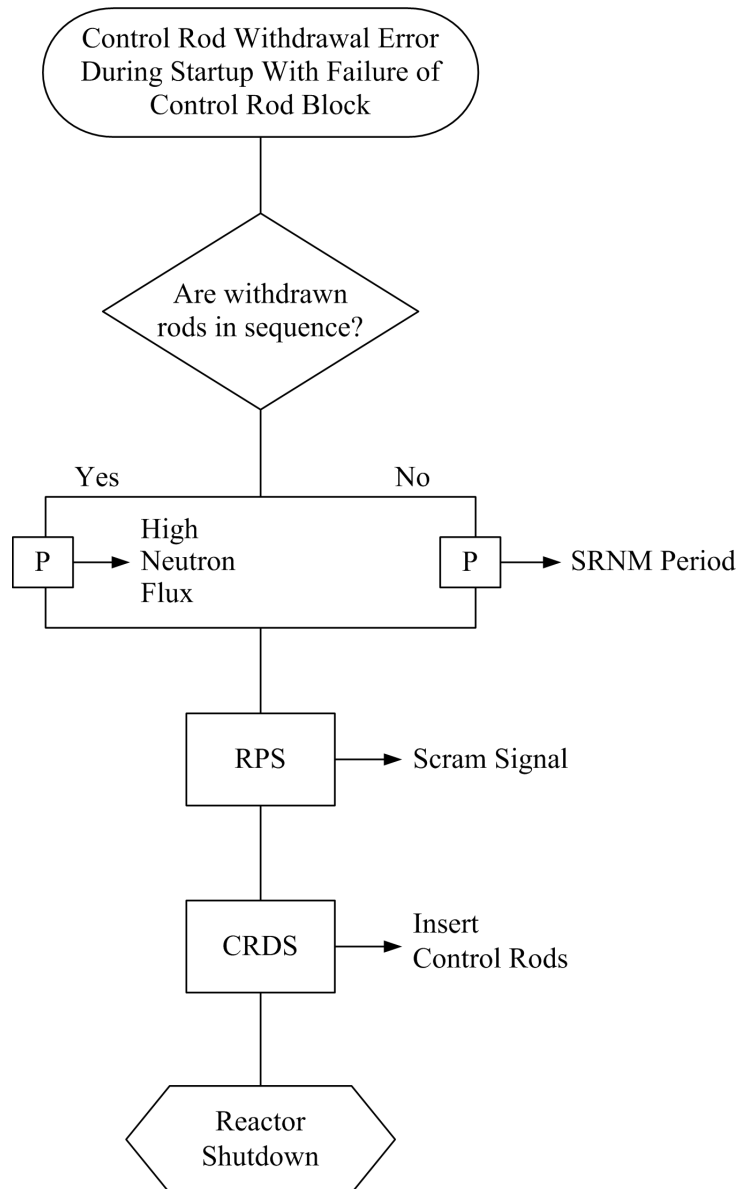 Control Rod Withdrawal Error
During Startup With Failure of
Control Rod Block
Are withdrawn
rods in sequence?
Yes
No
P
High
Neutron
Flux
P
SRNM Period
RPS
Scram Signal
CRDS
Insert
Control Rods
Reactor
Shutdown